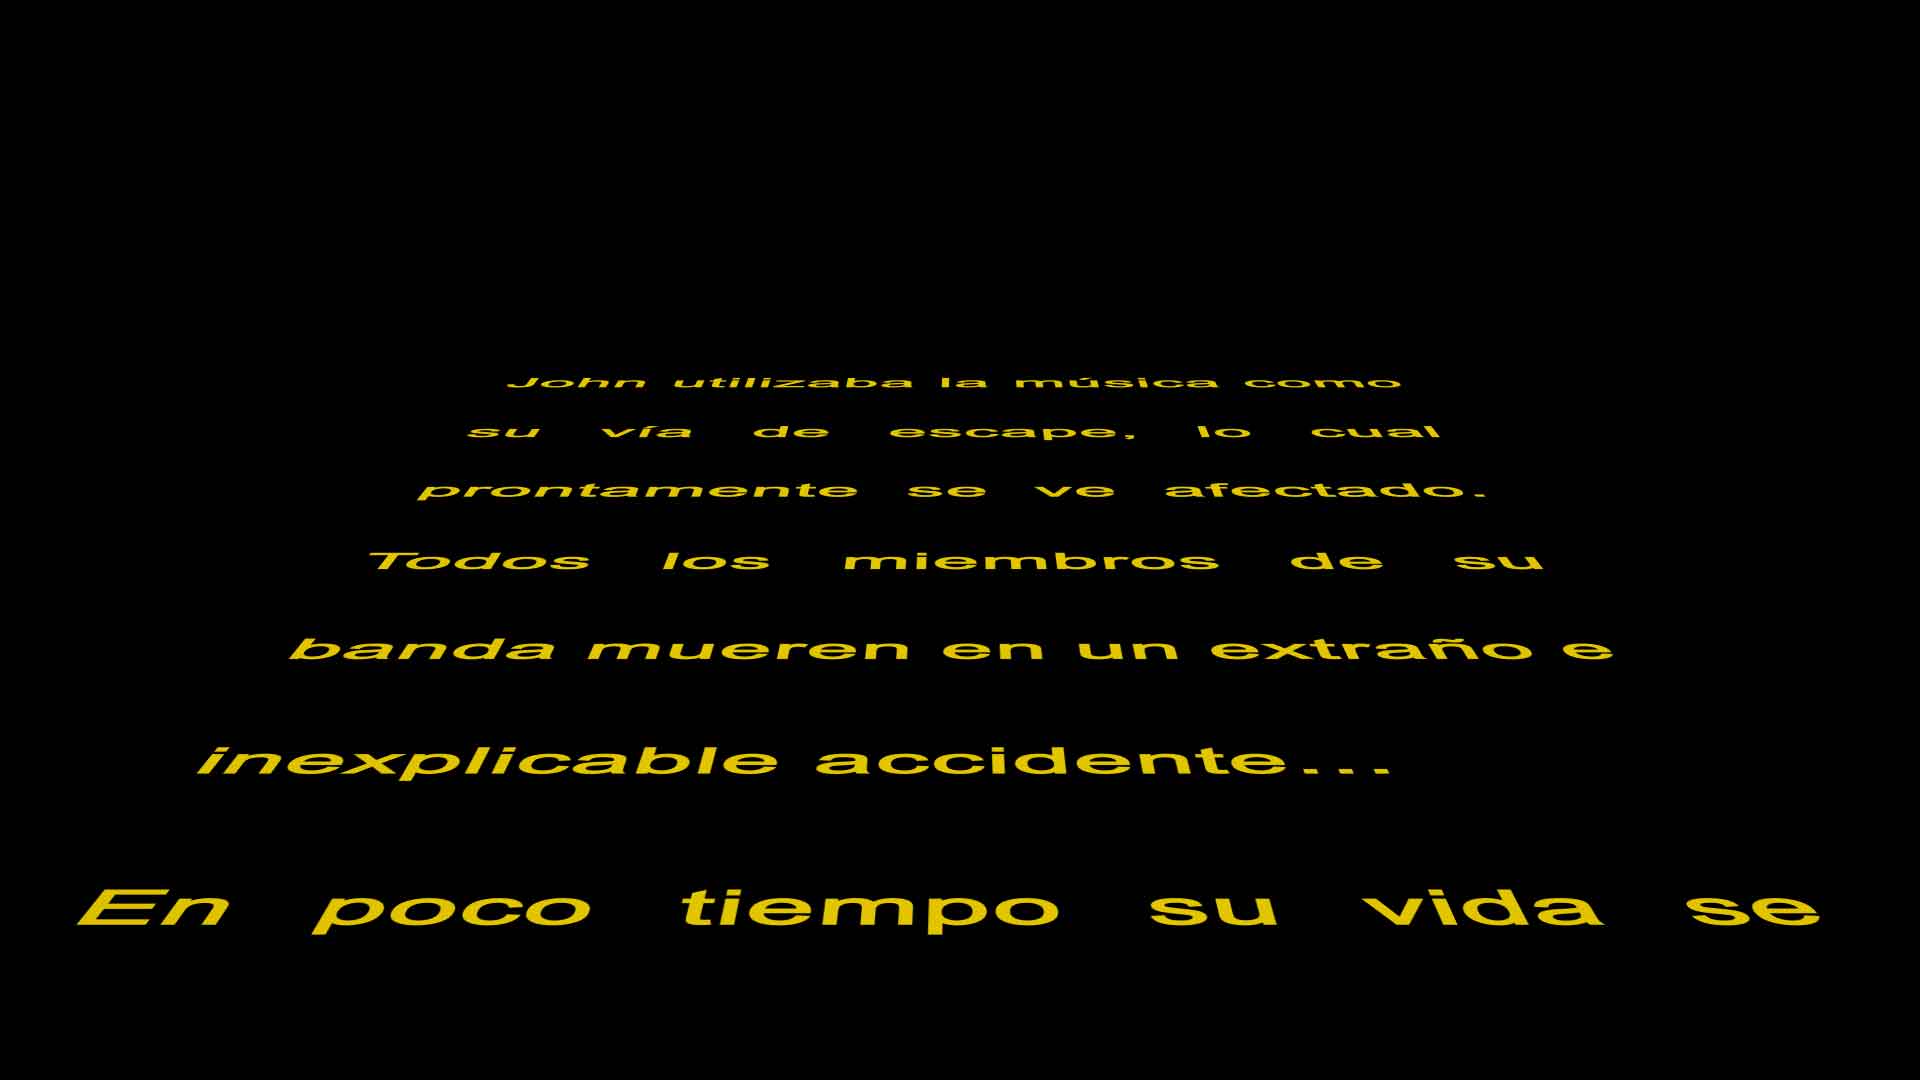 John utilizaba la música como
su vía de escape, lo cual
prontamente se ve afectado.
Todos los miembros de su
banda mueren en un extraño e
inexplicable accidente...
En poco tiempo su vida se